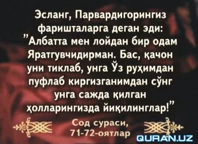 Эсланг, Парвардигорингиз
фаришталарга деган эди:
"Албатта мен лойдан бир одам
Яратгувчидирман. Бас, қачон
уни тиклаб, унга Ўз руҳимдан
пуфлаб киргизганимдан сўнг
унга сажда қилган
ҳолларингизда йиқилинглар!"
Сод сураси,
71-72-оятлар
QURAN.UZ